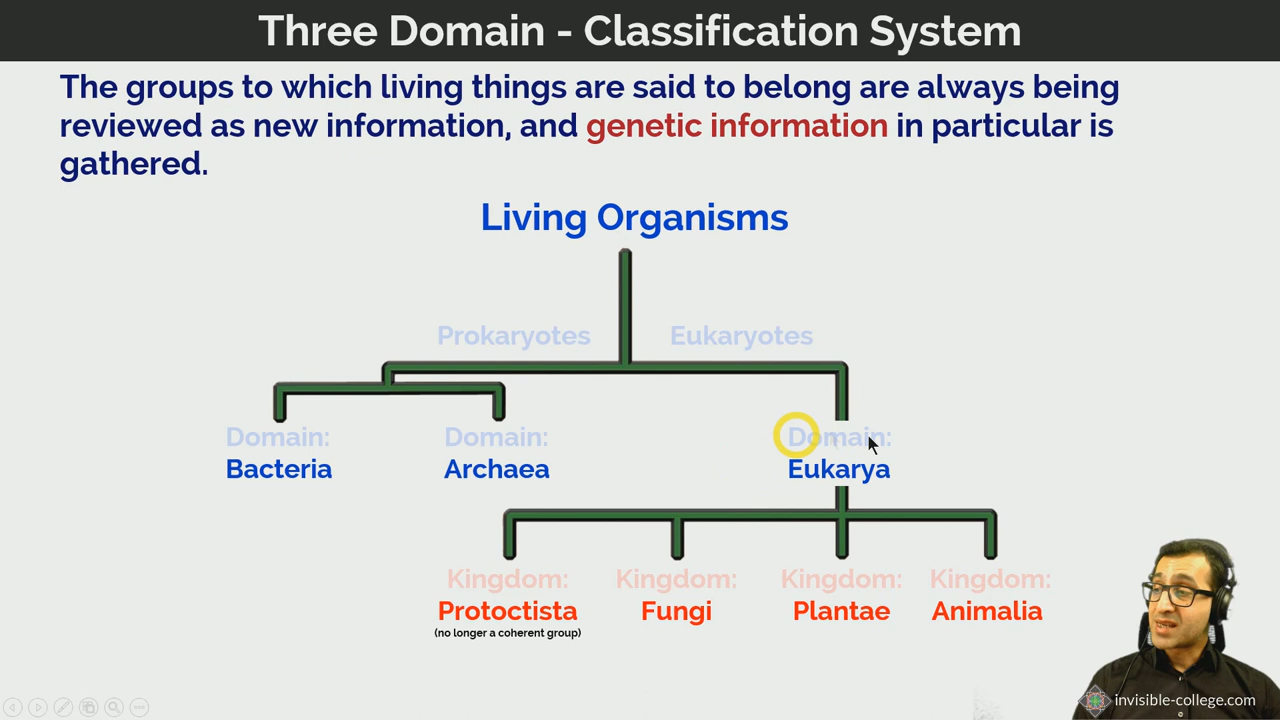 Three Domain - Classification System
The groups to which living things are said to belong are always being
reviewed as new information, and genetic information in particular is
gathered.
Living Organisms
Prokaryotes Eukaryotes
Domain: Domain: Domain:
Bacteria Archaea Eukarya
Kingdom: Kingdom: Kingdom: Kingdom:
Protoctista Fungi Plantae Animalia
(no longer a coherent group)
invisible-college.com